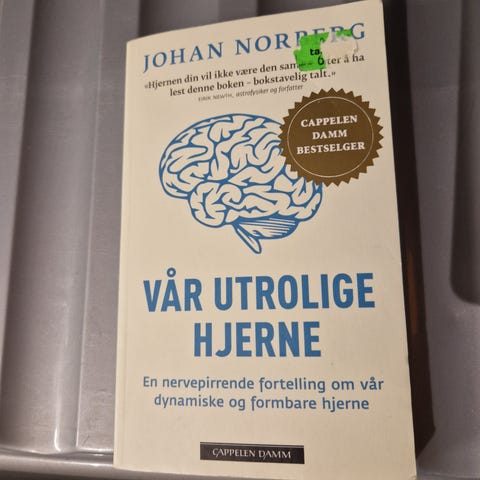 JOHAN NORBERG
«Hjernen din vil ikke være den samme etter å ha
lest denne boken – bokstavelig talt.»
EIRIK NEWTH, astrofysiker og forfatter
CAPPELEN
DAMM
BESTSELGER
VÅR UTROLIGE
HJERNE
En nervepirrende fortelling om vår
dynamiske og formbare hjerne
CAPPELEN DAMM